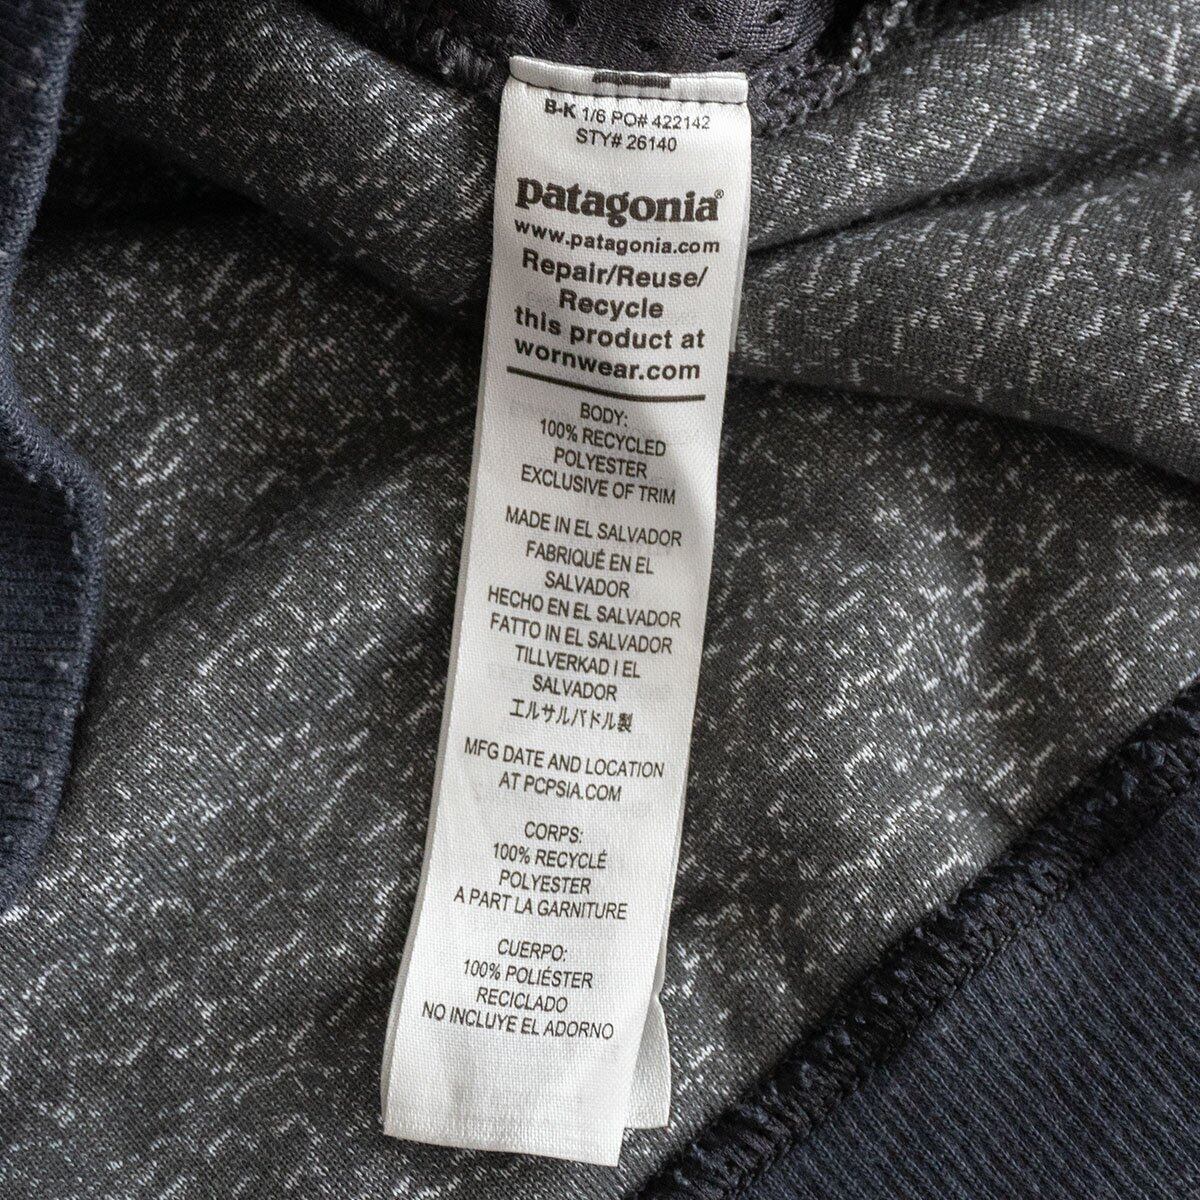 B-K 1/6 PO# 422142
STY# 26140
patagonia®
www.patagonia.com
Repair/Reuse/
Recycle
this product at
wornwear.com
BODY:
100% RECYCLED
POLYESTER
EXCLUSIVE OF TRIM
MADE IN EL SALVADOR
FABRIQUÉ EN EL
SALVADOR
HECHO EN EL SALVADOR
FATTO IN EL SALVADOR
TILLVERKAD I EL
SALVADOR
エルサルバドル製
MFG DATE AND LOCATION
AT PCPSIA.COM
CORPS:
100% RECYCLÉ
POLYESTER
A PART LA GARNITURE
CUERPO:
100% POLIÉSTER
RECICLADO
NO INCLUYE EL ADORNO